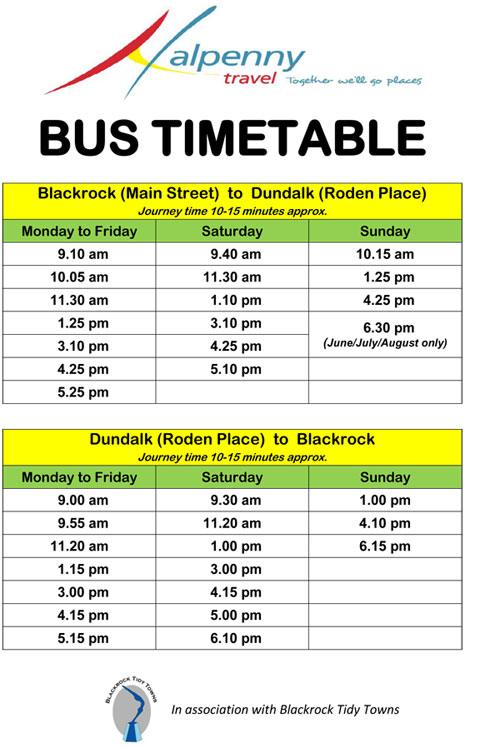 alpenny
travel Together we'll go places
BUS TIMETABLE
Blackrock (Main Street) to Dundalk (Roden Place)
Journey time 10-15 minutes approx.
Monday to Friday Saturday Sunday
9.10 am 9.40 am 10.15 am
10.05 am 11.30 am 1.25 pm
11.30 am 1.10 pm 4.25 pm
1.25 pm 3.10 pm 6.30 pm
3.10 pm 4.25 pm (June/July/August only)
4.25 pm 5.10 pm
5.25 pm
Dundalk (Roden Place) to Blackrock
Journey time 10-15 minutes approx.
Monday to Friday Saturday Sunday
9.00 am 9.30 am 1.00 pm
9.55 am 11.20 am 4.10 pm
11.20 am 1.00 pm 6.15 pm
1.15 pm 3.00 pm
3.00 pm 4.15 pm
4.15 pm 5.00 pm
5.15 pm 6.10 pm
BLACKROCK TIDY TOWNS
In association with Blackrock Tidy Towns